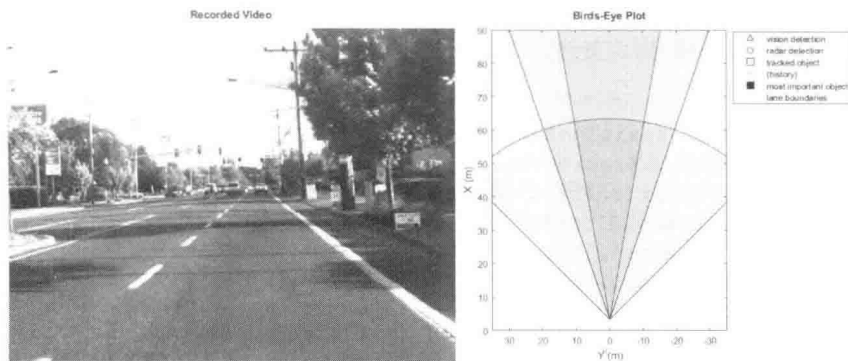 Recorded Video
Birds-Eye Plot
90
80
70
60
50
40
30
20
10
0
X (m)
30
20
10
0
-10
-20
-30
Y (m)
vision detection
radar detection
tracked object
(history)
most important object
lane boundaries